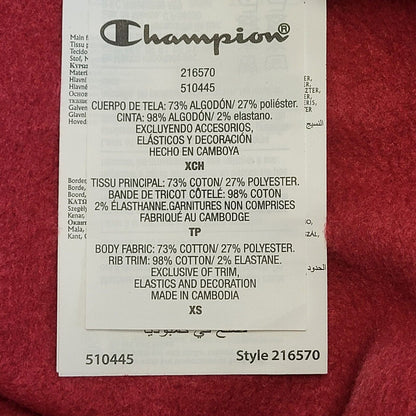 Champion®
216570
510445
CUERPO DE TELA: 73% ALGODÓN/ 27% poliéster.
CINTA: 98% ALGODÓN/ 2% elastano.
EXCLUYENDO ACCESORIOS,
ELÁSTICOS Y DECORACIÓN
HECHO EN CAMBOYA
XCH
TISSU PRINCIPAL: 73% COTON/ 27% POLYESTER.
BANDE DE TRICOT CÔTELÉ: 98% COTON
2% ÉLASTHANNE.GARNITURES NON COMPRISES
FABRIQUÉ AU CAMBODGE
TP
BODY FABRIC: 73% COTTON/ 27% POLYESTER.
RIB TRIM: 98% COTTON/ 2% ELASTANE.
EXCLUSIVE OF TRIM,
ELASTICS AND DECORATION
MADE IN CAMBODIA
XS
510445 Style 216570